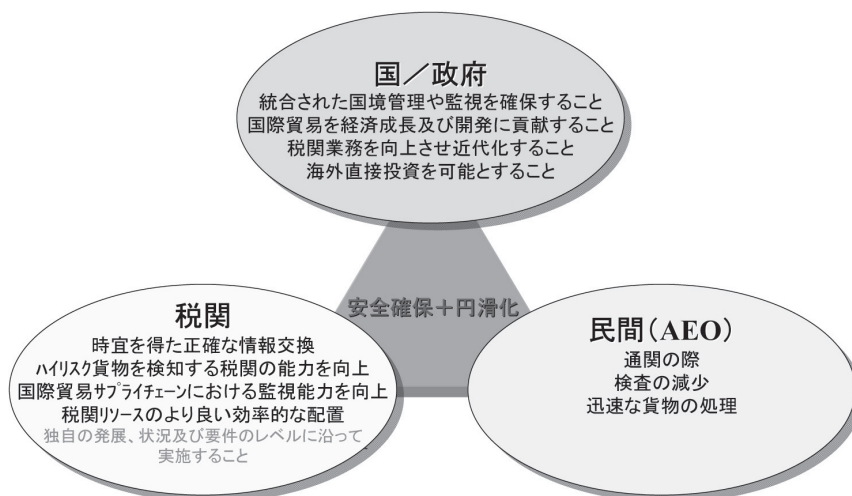 国／政府
統合された国境管理や監視を確保すること
国際貿易を経済成長及び開発に貢献すること
税関業務を向上させ近代化すること
海外直接投資を可能とすること
安全確保＋円滑化
税関
時宜を得た正確な情報交換
ﾊｲﾘｽｸ貨物を検知する税関の能力を向上
国際貿易ｻﾌﾟﾗｲﾁｪｰﾝにおける監視能力を向上
税関ﾘｿｰｽのより良い効率的な配置
独自の発展、状況及び要件のレベルに沿って
実施すること
民間（AEO）
通関の際
検査の減少
迅速な貨物の処理